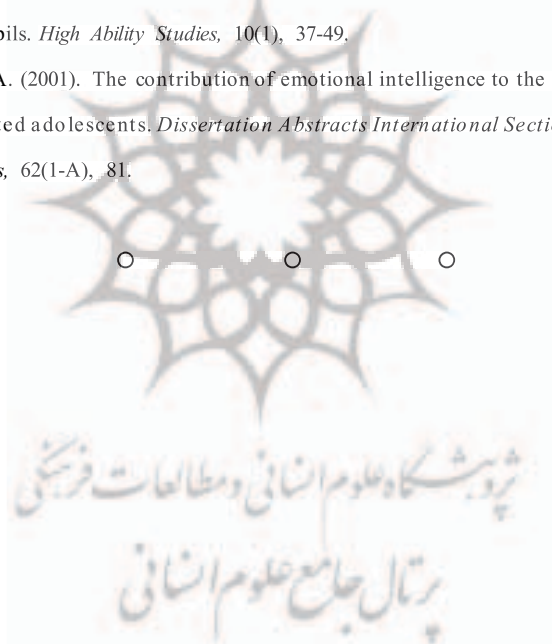 oils. High Ability Studies, 10(1), 37-49.
A. (2001). The contribution of emotional intelligence to the
ted adolescents. Dissertation Abstracts International Sectio
s, 62(1-A), 81.
پژوهشگاه علوم انسانی و مطالعات فرهنگی
پرتال جامع علوم انسانی